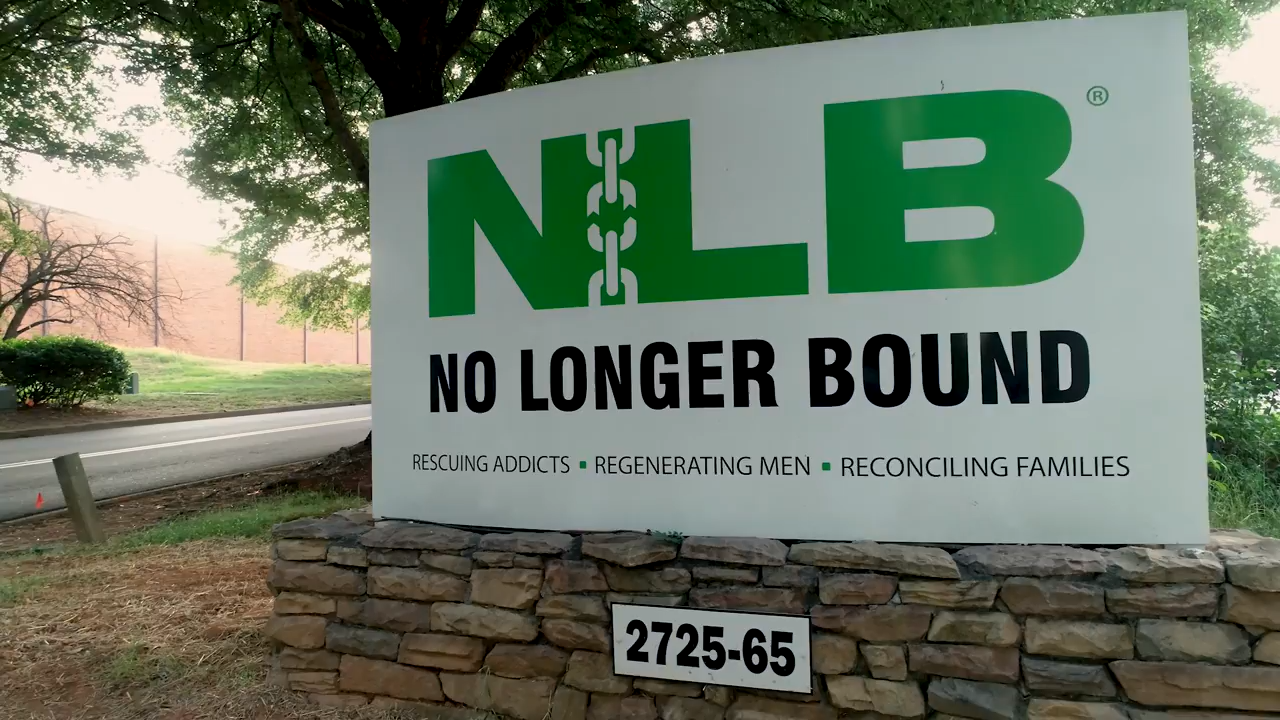 NLB®
NO LONGER BOUND
RESCUING ADDICTS ▪ REGENERATING MEN ▪ RECONCILING FAMILIES
2725-65